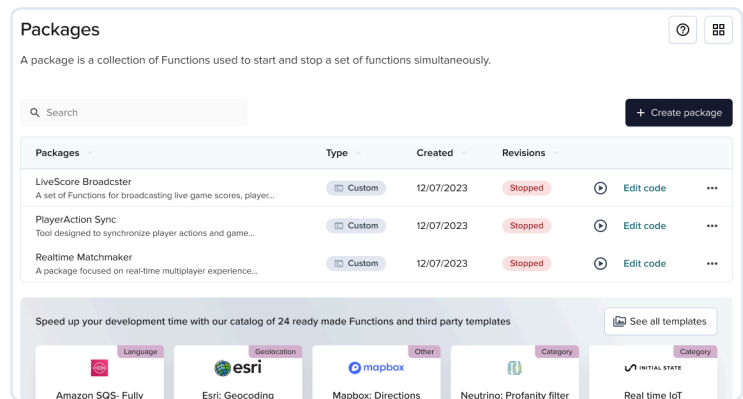 Packages
A package is a collection of Functions used to start and stop a set of functions simultaneously.
Search
+ Create package
Packages Type Created Revisions
LiveScore Broadcster
A set of Functions for broadcasting live game scores, player...
Custom 12/07/2023 Stopped Edit code
PlayerAction Sync
Tool designed to synchronize player actions and game...
Custom 12/07/2023 Stopped Edit code
Realtime Matchmaker
A package focused on real-time multiplayer experience...
Custom 12/07/2023 Stopped Edit code
Speed up your development time with our catalog of 24 ready made Functions and third party templates
See all templates
Language Geolocation Other Category Category
esri mapbox INITIAL STATE
Amazon SQS- Fully Esri: Geocoding Mapbox: Directions Neutrino: Profanity filter Real time IoT